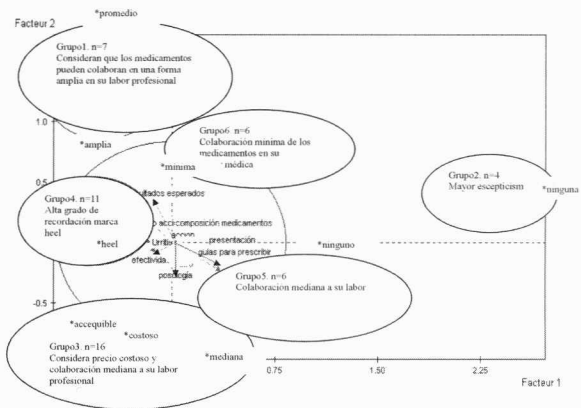 *promedio
Facteur 2
Grupo1. n=7
Consideran que los medicamentos
pueden colaboran en una forma
amplia en su labor profesional
1.0
*amplia
Grupo6 n=6
Colaboración mínima de los
medicamentos en su
médica
*minima
Grupo2. n=4
Mayor escepticism
*ninguna
0.5
Grupo4. n=11
Alta grado de
recordación marca
heel
*heel
ultados esperados
composición medicamentos
presentación
*ninguno
guías para prescribir
efectivida
posología
Grupo5. n=6
Colaboración mediana a su labor
-0.5
*accequible
*costoso
Grupo3. n=16
Considera precio costoso y
colaboración mediana a su labor
profesional
*mediana
0.75
1.50
2.25
Facteur 1